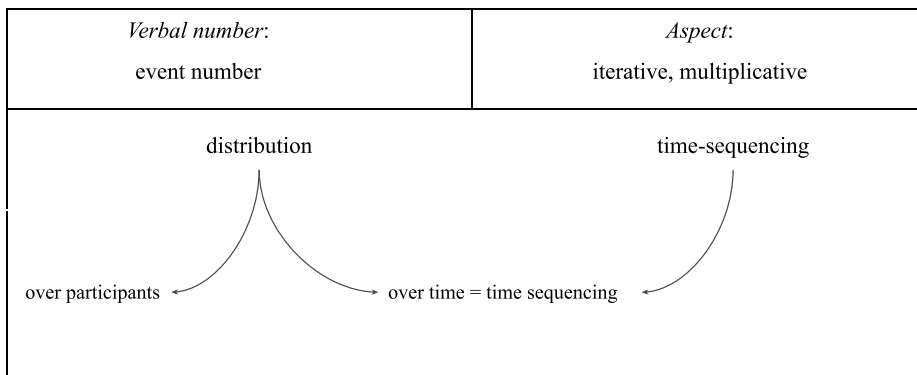 Verbal number:
event number
Aspect:
iterative, multiplicative
distribution
time-sequencing
over participants
over time = time sequencing